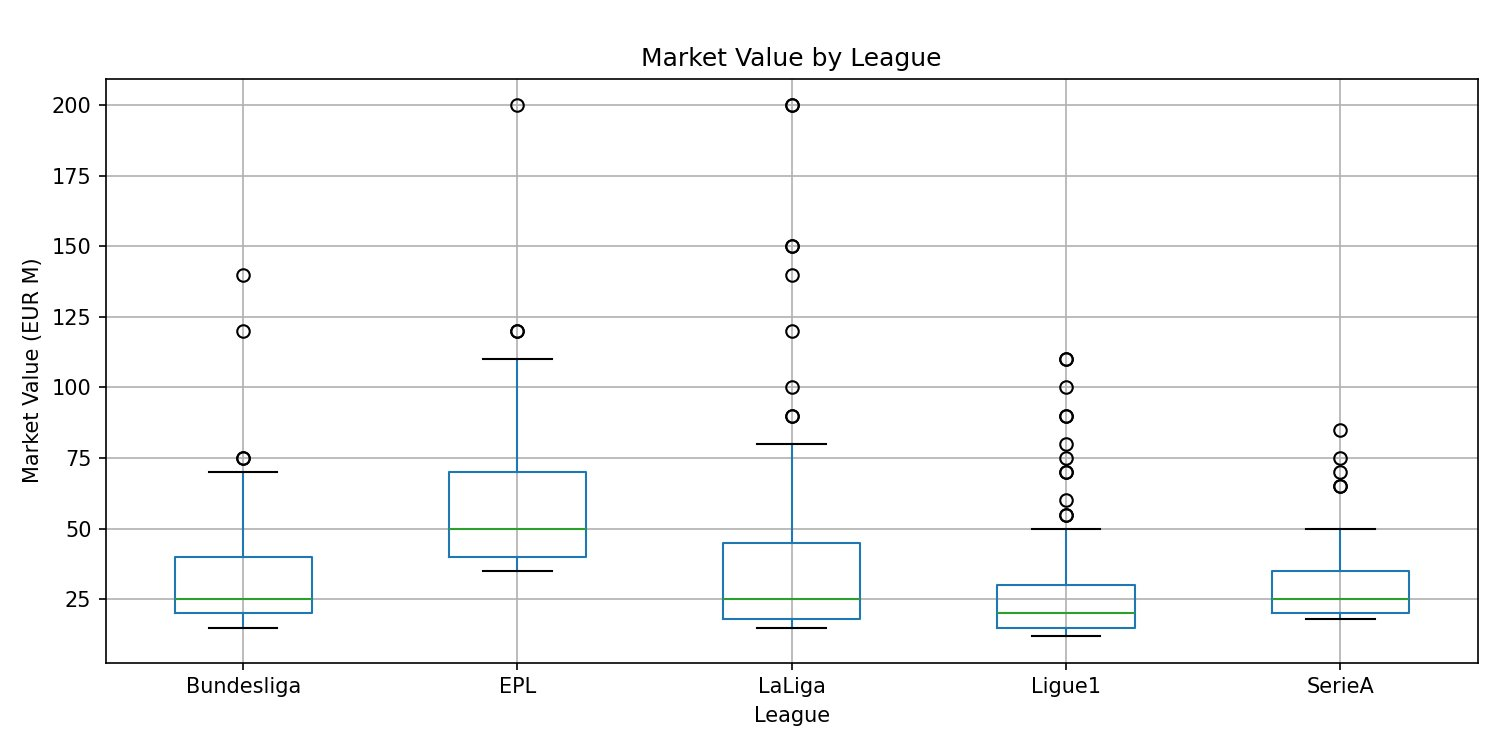 Market Value by League
Market Value (EUR M)
200
175
150
125
100
75
50
25
Bundesliga EPL LaLiga Ligue1 SerieA
League